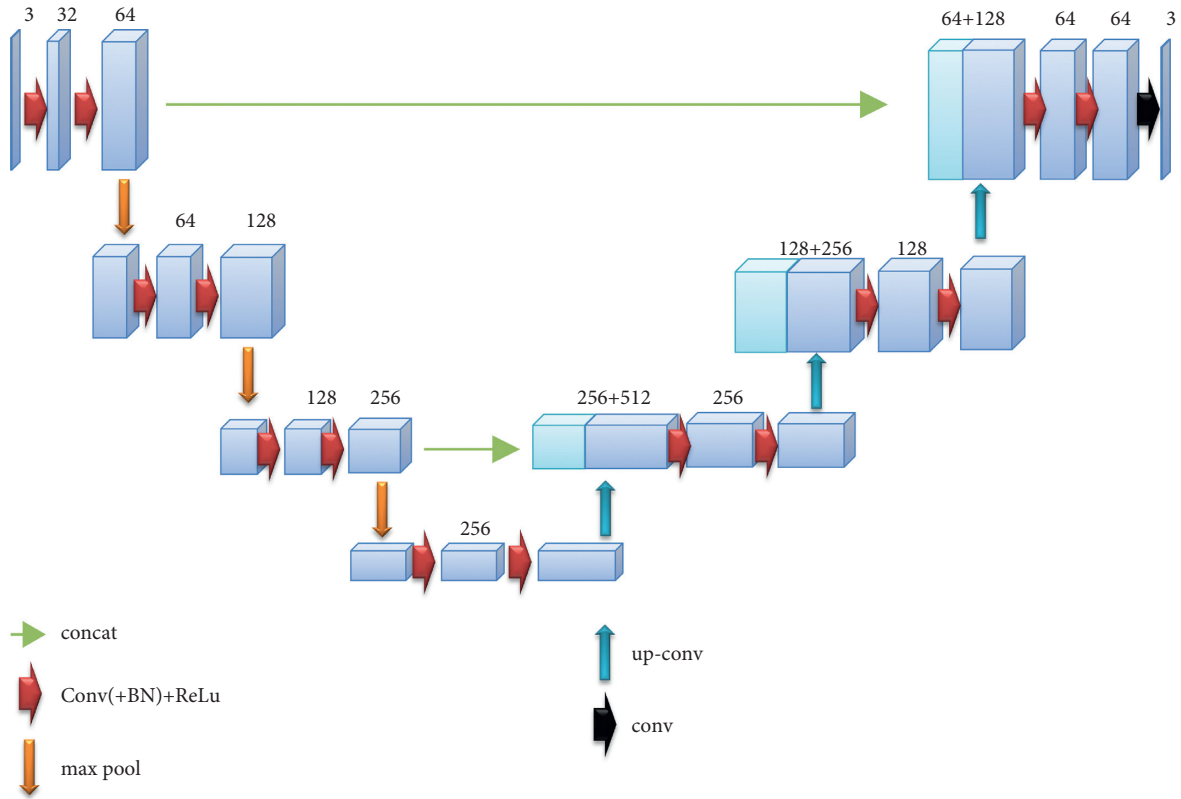 3 32 64
64+128 64 64 3
64 128
128+256 128
128 256
256+512 256
256
concat
Conv(+BN)+ReLu
max pool
up-conv
conv